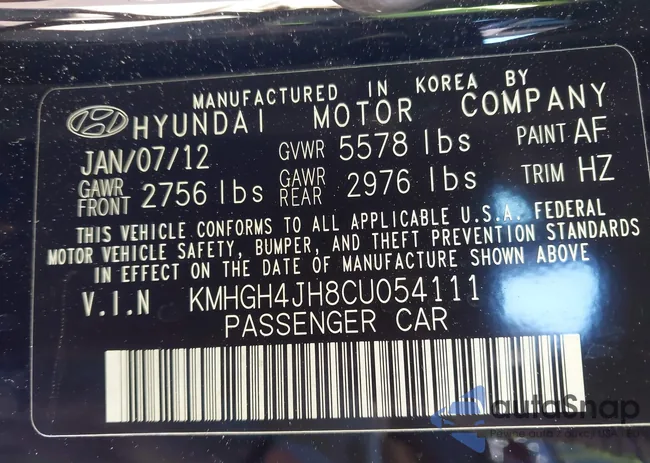 MANUFACTURED IN KOREA BY
HYUNDAI MOTOR COMPANY
JAN/07/12 GVWR 5578 lbs PAINT AF
GAWR FRONT 2756 lbs GAWR REAR 2976 lbs TRIM HZ
THIS VEHICLE CONFORMS TO ALL APPLICABLE U.S.A. FEDERAL
MOTOR VEHICLE SAFETY, BUMPER, AND THEFT PREVENTION STANDARDS
IN EFFECT ON THE DATE OF MANUFACTURE SHOWN ABOVE
V.I.N KMHGH4JH8CU054111
PASSENGER CAR
autoSnap